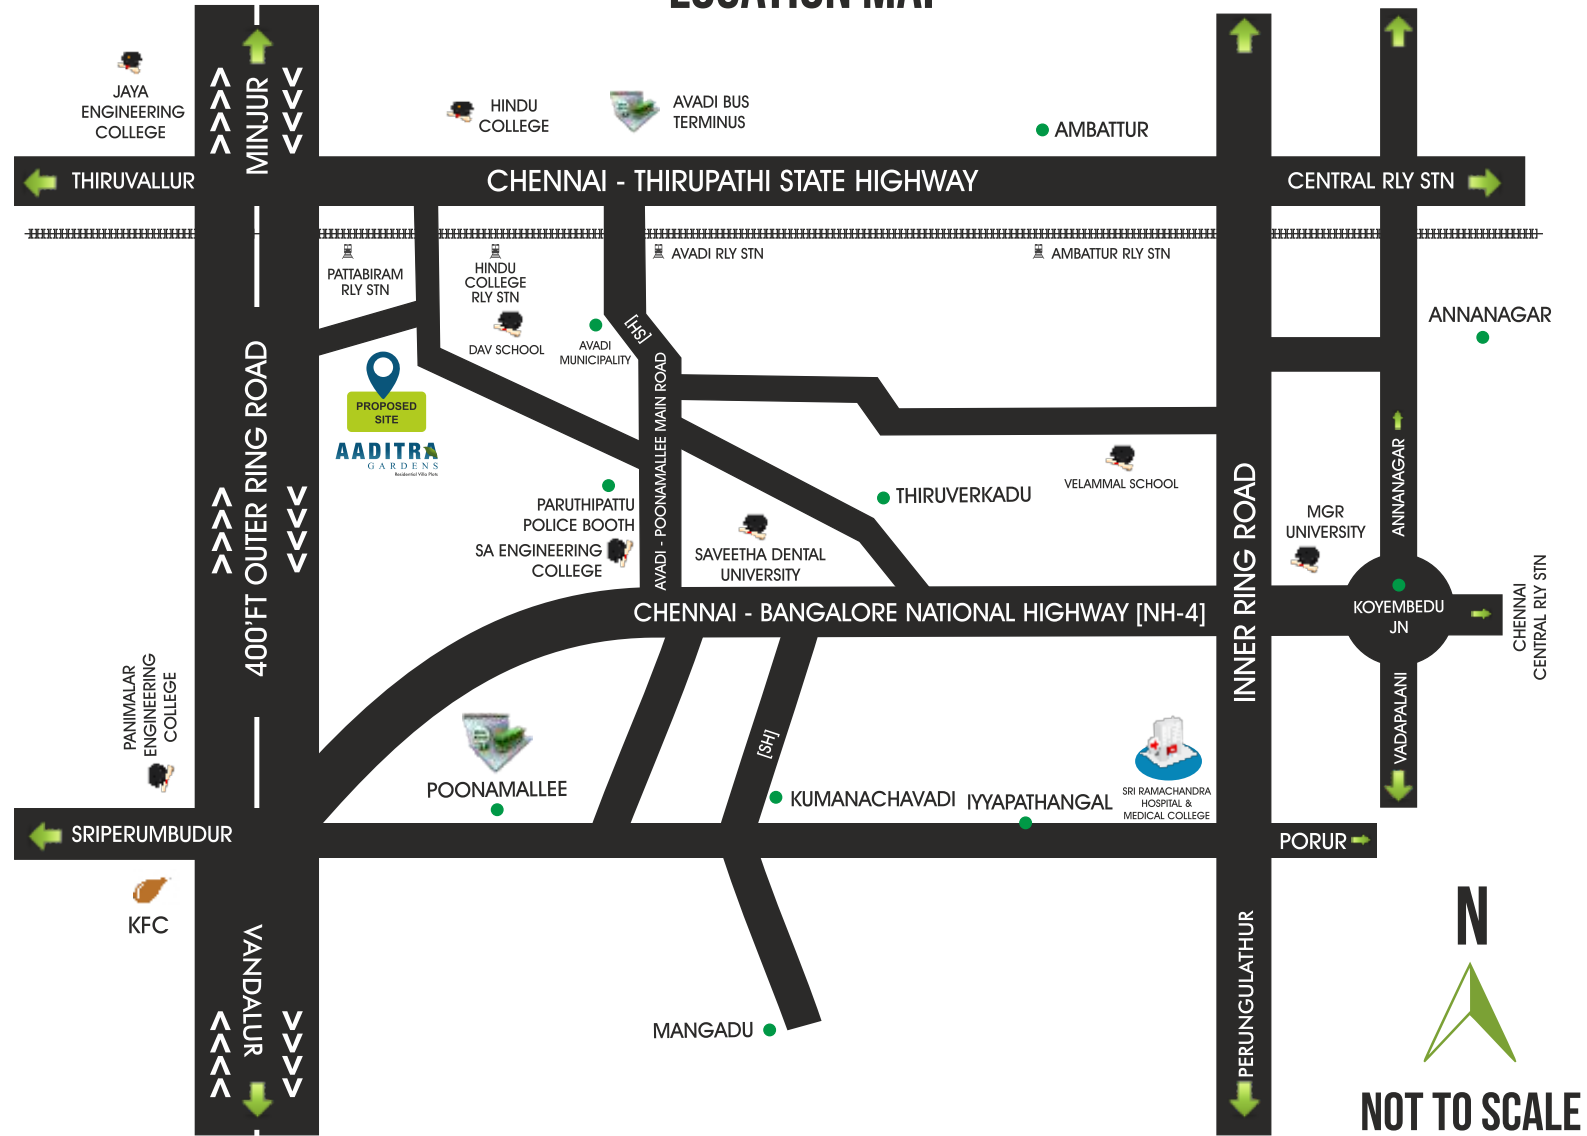 LOCATION MAP
JAYA
ENGINEERING
COLLEGE
MINJUR
HINDU
COLLEGE
AVADI BUS
TERMINUS
AMBATTUR
THIRUVALLUR
CHENNAI - THIRUPATHI STATE HIGHWAY
CENTRAL RLY STN
PATTABIRAM
RLY STN
HINDU
COLLEGE
RLY STN
AVADI RLY STN
AMBATTUR RLY STN
DAV SCHOOL
AVADI
MUNICIPALITY
[SH]
ANNANAGAR
400'FT OUTER RING ROAD
PROPOSED
SITE
AADITRA
GARDENS
Residential Villa Plots
AVADI - POONAMALLEE MAIN ROAD
PARUTHIPATTU
POLICE BOOTH
SA ENGINEERING
COLLEGE
SAVEETHA DENTAL
UNIVERSITY
THIRUVERKADU
VELAMMAL SCHOOL
INNER RING ROAD
MGR
UNIVERSITY
ANNANAGAR
CHENNAI - BANGALORE NATIONAL HIGHWAY [NH-4]
KOYEMBEDU
JN
CHENNAI
CENTRAL RLY STN
PANIMALAR
ENGINEERING
COLLEGE
VADAPALANI
[SH]
POONAMALLEE
KUMANACHAVADI
IYYAPATHANGAL
SRI RAMACHANDRA
HOSPITAL &
MEDICAL COLLEGE
SRIPERUMBUDUR
PORUR
KFC
VANDALUR
MANGADU
PERUNGULATHUR
N
NOT TO SCALE